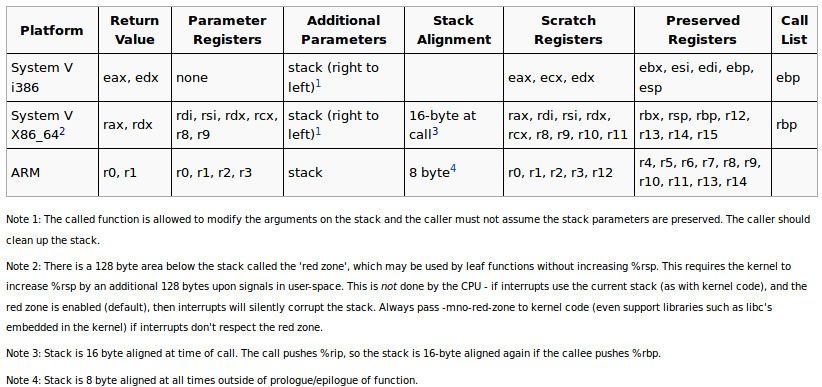 Platform Return Value Parameter Registers Additional Parameters Stack Alignment Scratch Registers Preserved Registers Call List
System V i386 eax, edx none stack (right to left)1 eax, ecx, edx ebx, esi, edi, ebp, esp ebp
System V X86_642 rax, rdx rdi, rsi, rdx, rcx, r8, r9 stack (right to left)1 16-byte at call3 rax, rdi, rsi, rdx, rcx, r8, r9, r10, r11 rbx, rsp, rbp, r12, r13, r14, r15 rbp
ARM r0, r1 r0, r1, r2, r3 stack 8 byte4 r0, r1, r2, r3, r12 r4, r5, r6, r7, r8, r9, r10, r11, r13, r14
Note 1: The called function is allowed to modify the arguments on the stack and the caller must not assume the stack parameters are preserved. The caller should
clean up the stack.
Note 2: There is a 128 byte area below the stack called the 'red zone', which may be used by leaf functions without increasing %rsp. This requires the kernel to
increase %rsp by an additional 128 bytes upon signals in user-space. This is not done by the CPU - if interrupts use the current stack (as with kernel code), and the
red zone is enabled (default), then interrupts will silently corrupt the stack. Always pass -mno-red-zone to kernel code (even support libraries such as libc's
embedded in the kernel) if interrupts don't respect the red zone.
Note 3: Stack is 16 byte aligned at time of call. The call pushes %rip, so the stack is 16-byte aligned again if the callee pushes %rbp.
Note 4: Stack is 8 byte aligned at all times outside of prologue/epilogue of function.